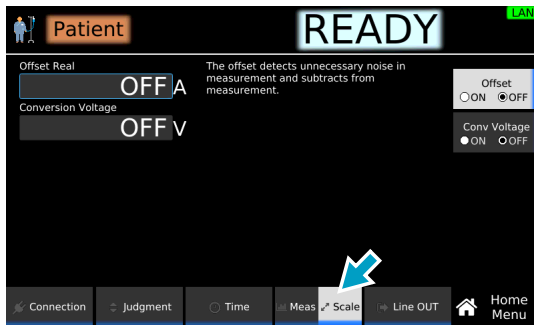 Patient
READY
LAN
Offset Real
OFF A
Conversion Voltage
OFF V
The offset detects unnecessary noise in
measurement and subtracts from
measurement.
Offset
ON OFF
Conv Voltage
ON OFF
Connection
Judgment
Time
Meas
Scale
Line OUT
Home
Menu